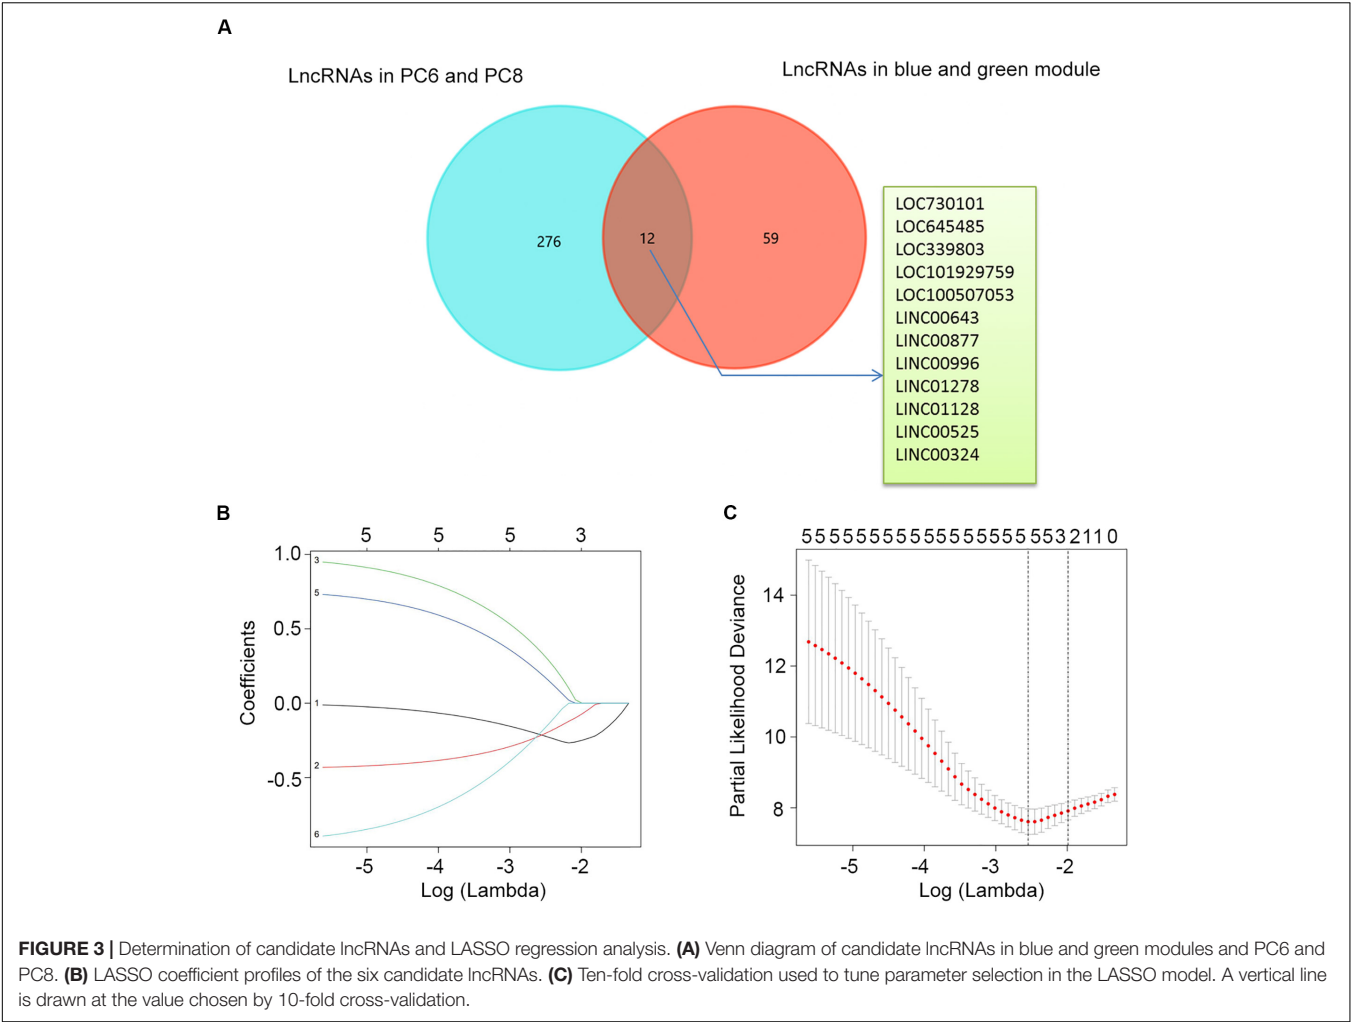 A
LncRNAs in PC6 and PC8
LncRNAs in blue and green module
276
12
59
LOC730101
LOC645485
LOC339803
LOC101929759
LOC100507053
LINC00643
LINC00877
LINC00996
LINC01278
LINC01128
LINC00525
LINC00324
B
5 5 5 3
1.0
0.5
0.0
-0.5
Coefficients
3
5
1
2
6
-5 -4 -3 -2
Log (Lambda)
C
5 5 5 5 5 5 5 5 5 5 5 5 5 5 5 5 5 5 5 3 2 1 1 0
14
12
10
8
Partial Likelihood Deviance
-5 -4 -3 -2 -1
Log (Lambda)
FIGURE 3 | Determination of candidate lncRNAs and LASSO regression analysis. (A) Venn diagram of candidate lncRNAs in blue and green modules and PC6 and
PC8. (B) LASSO coefficient profiles of the six candidate lncRNAs. (C) Ten-fold cross-validation used to tune parameter selection in the LASSO model. A vertical line
is drawn at the value chosen by 10-fold cross-validation.